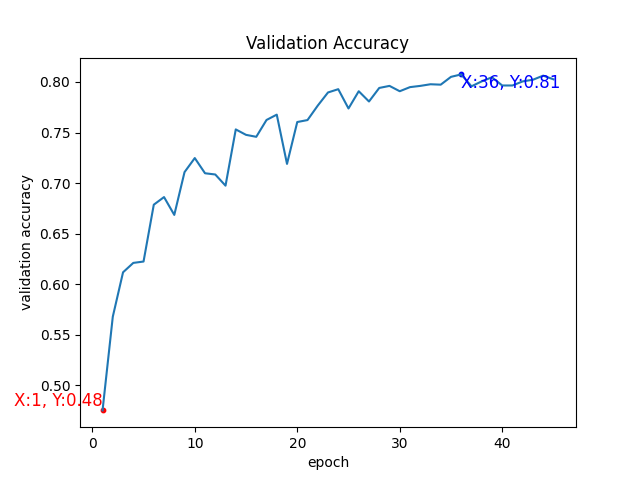 Validation Accuracy
validation accuracy
0.80
0.75
0.70
0.65
0.60
0.55
0.50
X:36, Y:0.81
X:1, Y:0.48
0
10
20
30
40
epoch